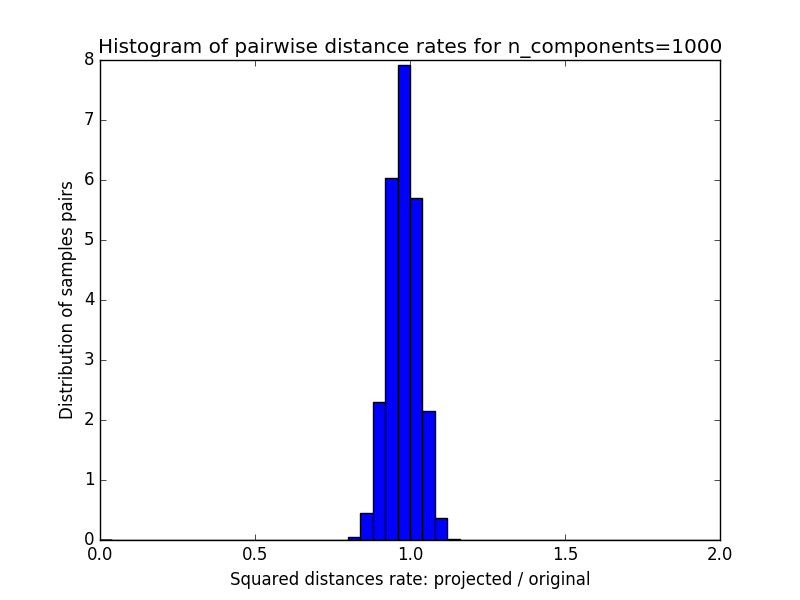 Histogram of pairwise distance rates for n_components=1000
8
7
6
5
4
3
2
1
0
Distribution of samples pairs
0.0 0.5 1.0 1.5 2.0
Squared distances rate: projected / original